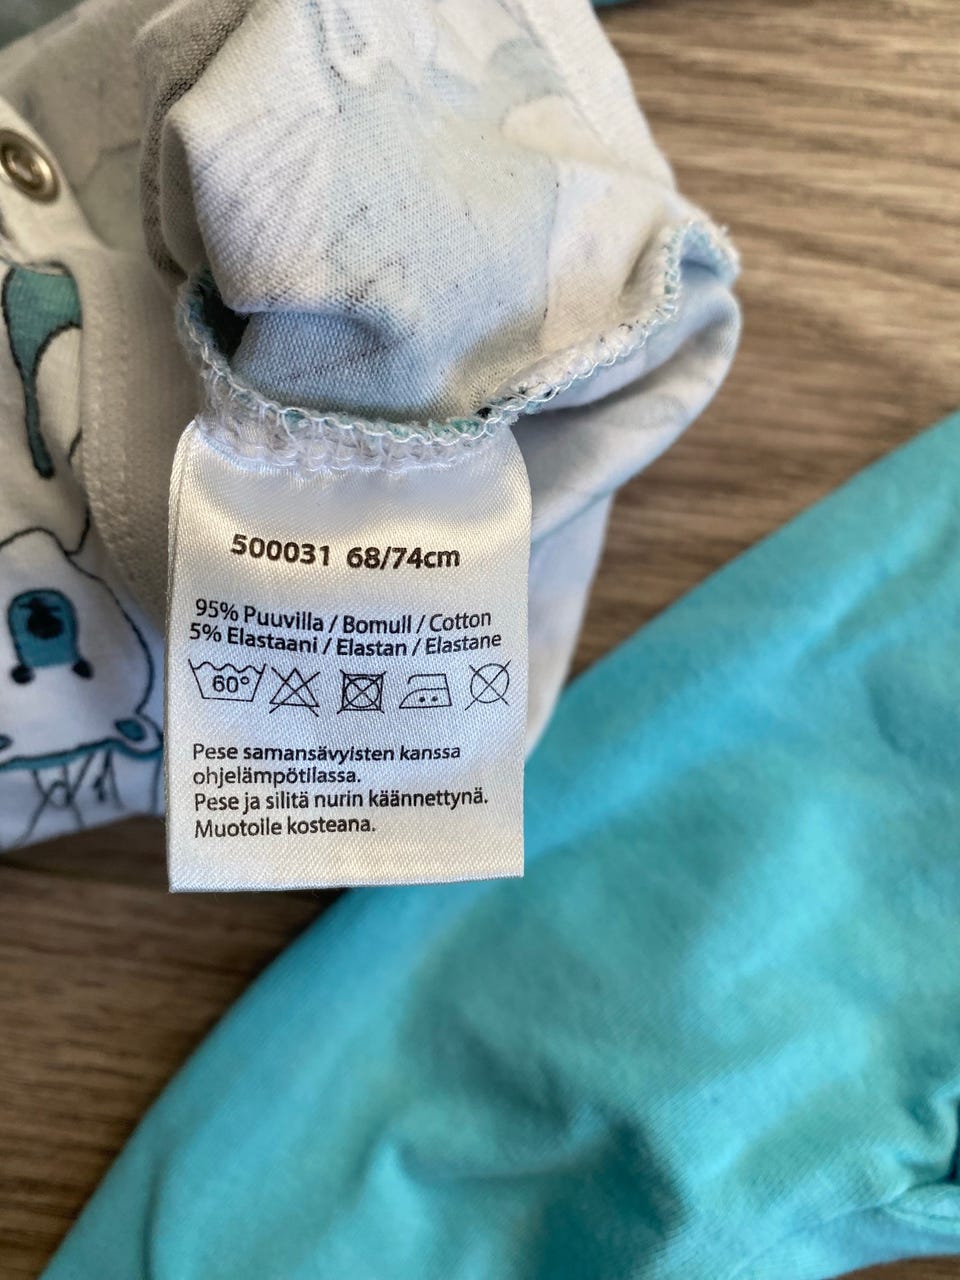 500031 68/74cm
95% Puuvilla / Bomull / Cotton
5% Elastaani / Elastan / Elastane
60°
Pese samansävyisten kanssa
ohjelämpötilassa.
Pese ja silitä nurin käännettynä.
Muotoile kosteana.